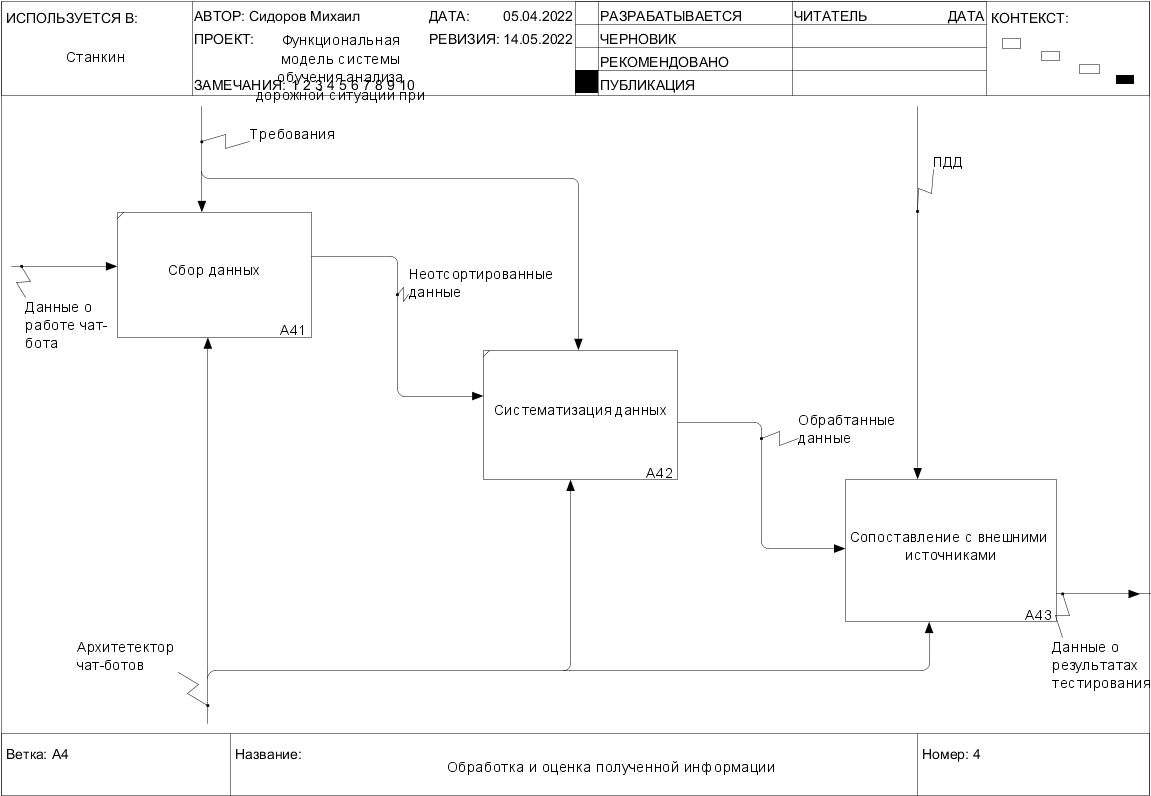 ИСПОЛЬЗУЕТСЯ В:
Станкин
АВТОР: Сидоров Михаил
ДАТА: 05.04.2022
ПРОЕКТ:
Функциональная
модель системы
обучения анализа
дорожной ситуации при
РЕВИЗИЯ: 14.05.2022
ЗАМЕЧАНИЯ: 1 2 3 4 5 6 7 8 9 10
РАЗРАБАТЫВАЕТСЯ
ЧЕРНОВИК
РЕКОМЕНДОВАНО
ПУБЛИКАЦИЯ
ЧИТАТЕЛЬ ДАТА
КОНТЕКСТ:
Требования
ПДД
Сбор данных
A41
Неотсортированные
данные
Данные о
работе чат-
бота
Систематизация данных
A42
Обрабтанные
данные
Сопоставление с внешними
источниками
A43
Архитетектор
чат-ботов
Данные о
результатах
тестирования
Ветка: A4
Название:
Обработка и оценка полученной информации
Номер: 4